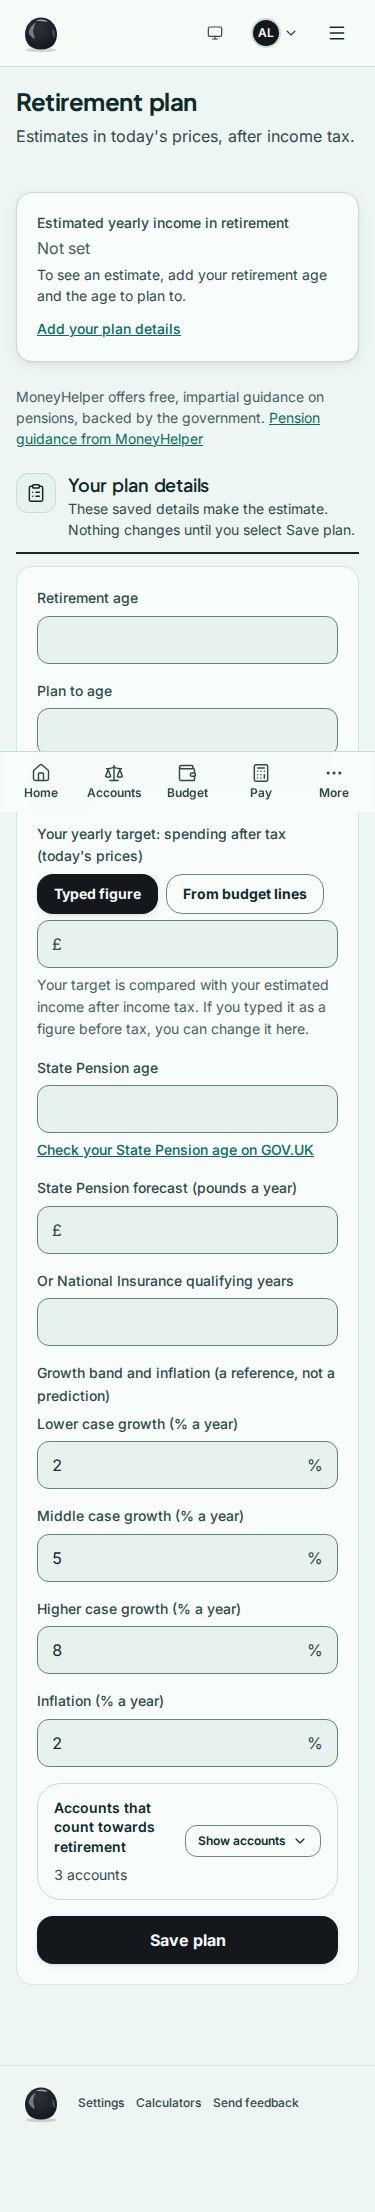 AL
Retirement plan
Estimates in today's prices, after income tax.
Estimated yearly income in retirement
Not set
To see an estimate, add your retirement age
and the age to plan to.
Add your plan details
MoneyHelper offers free, impartial guidance on
pensions, backed by the government. Pension
guidance from MoneyHelper
Your plan details
These saved details make the estimate.
Nothing changes until you select Save plan.
Retirement age
Plan to age
Home Accounts Budget Pay More
Your yearly target: spending after tax
(today's prices)
Typed figure From budget lines
£
Your target is compared with your estimated
income after income tax. If you typed it as a
figure before tax, you can change it here.
State Pension age
Check your State Pension age on GOV.UK
State Pension forecast (pounds a year)
£
Or National Insurance qualifying years
Growth band and inflation (a reference, not a
prediction)
Lower case growth (% a year)
2 %
Middle case growth (% a year)
5 %
Higher case growth (% a year)
8 %
Inflation (% a year)
2 %
Accounts that
count towards
retirement
Show accounts
3 accounts
Save plan
Settings Calculators Send feedback